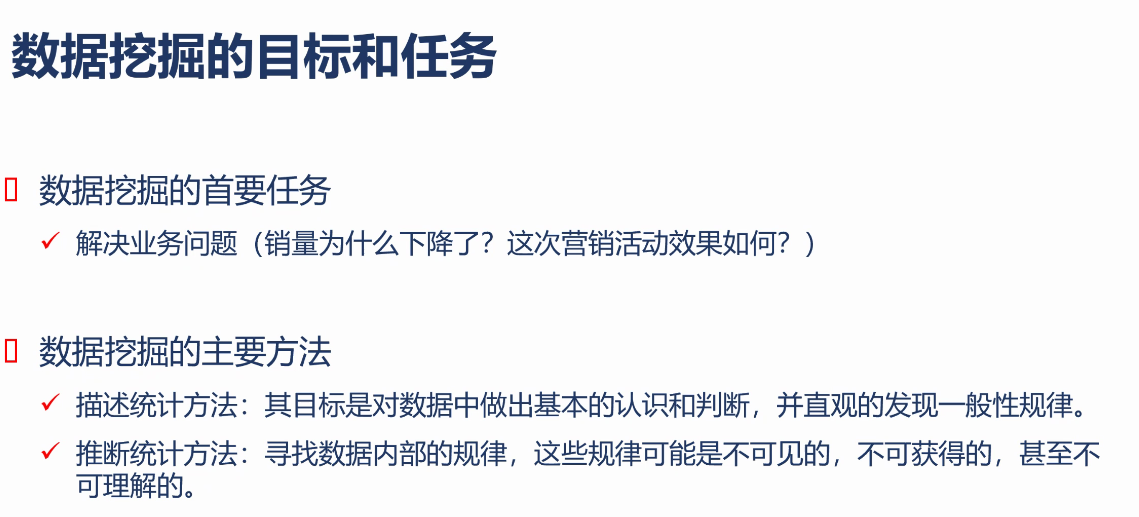 数据挖掘的目标和任务
数据挖掘的首要任务
✓ 解决业务问题（销量为什么下降了？这次营销活动效果如何？）
数据挖掘的主要方法
✓ 描述统计方法：其目标是对数据中做出基本的认识和判断，并直观的发现一般性规律。
✓ 推断统计方法：寻找数据内部的规律，这些规律可能是不可见的，不可获得的，甚至不
可理解的。